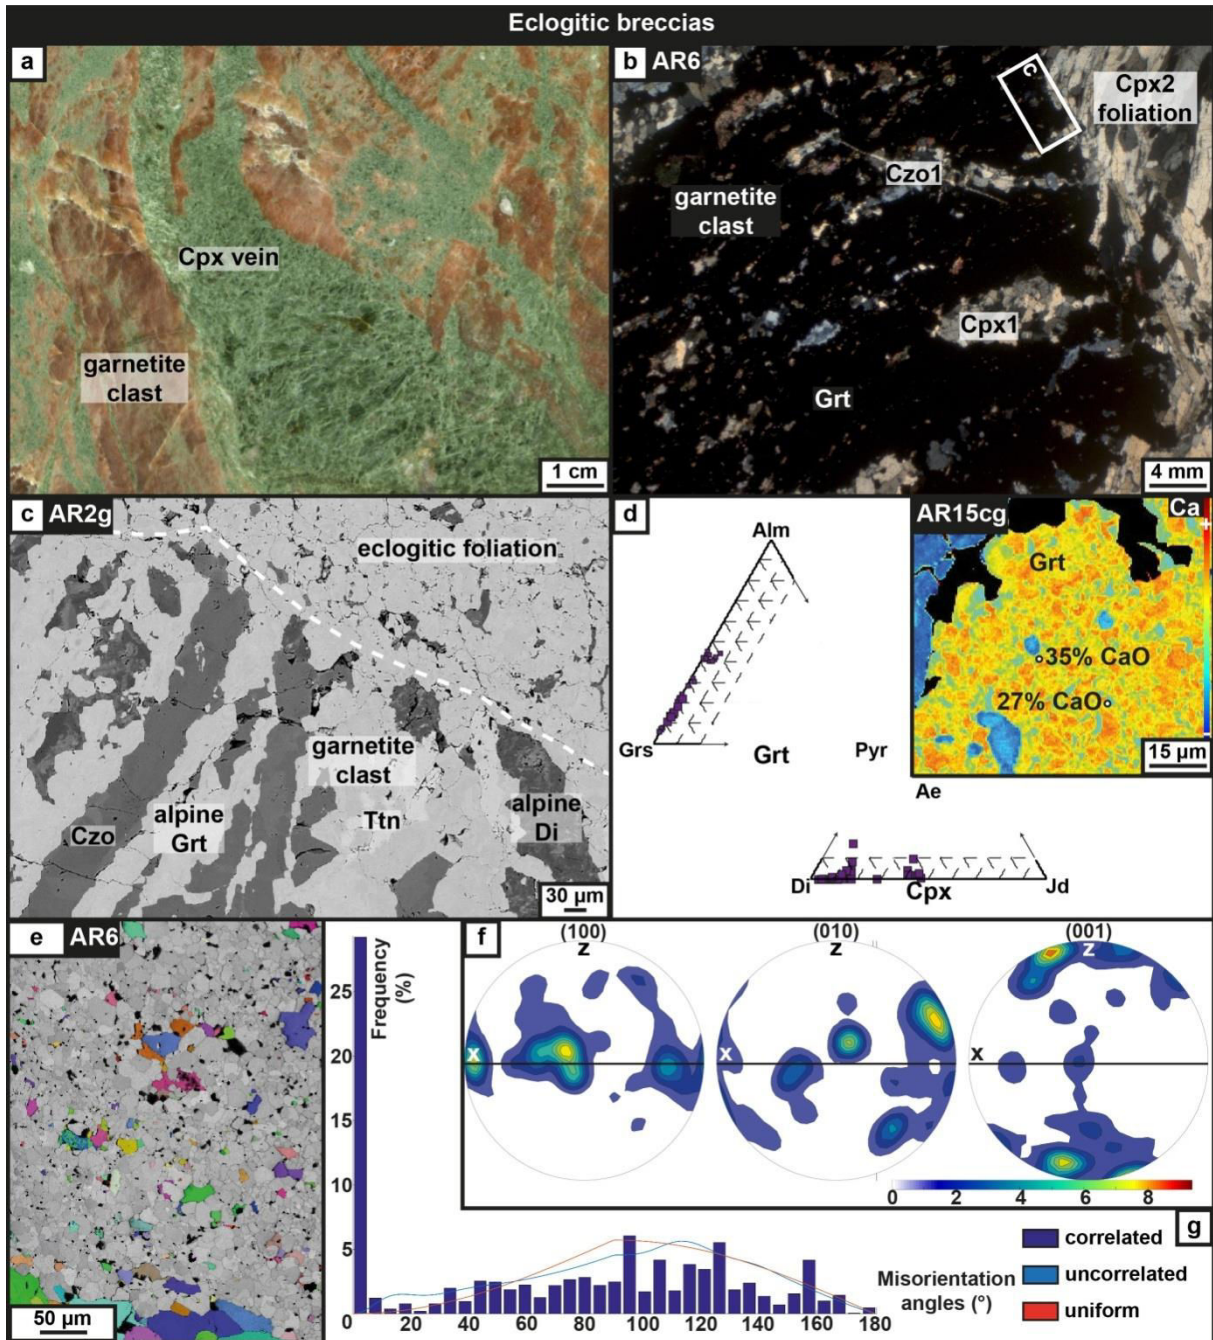 Eclogitic breccias
a
Cpx vein
garnetite
clast
1 cm
b AR6
c
Cpx2
foliation
Czo1
garnetite
clast
Cpx1
Grt
4 mm
c AR2g
eclogitic foliation
garnetite
clast
Czo
alpine
Grt
Ttn
alpine
Di
30 µm
d
Alm
Grs
Grt
Pyr
AR15cg
Ca
+
-
Grt
35% CaO
27% CaO
15 µm
Ae
Di
Cpx
Jd
e AR6
50 µm
Frequency
(%)
25
20
15
10
5
0
20 40 60 80 100 120 140 160 180
f
(100)
z
x
(010)
z
x
(001)
z
x
0 2 4 6 8
g
correlated
uncorrelated
uniform
Misorientation
angles (°)